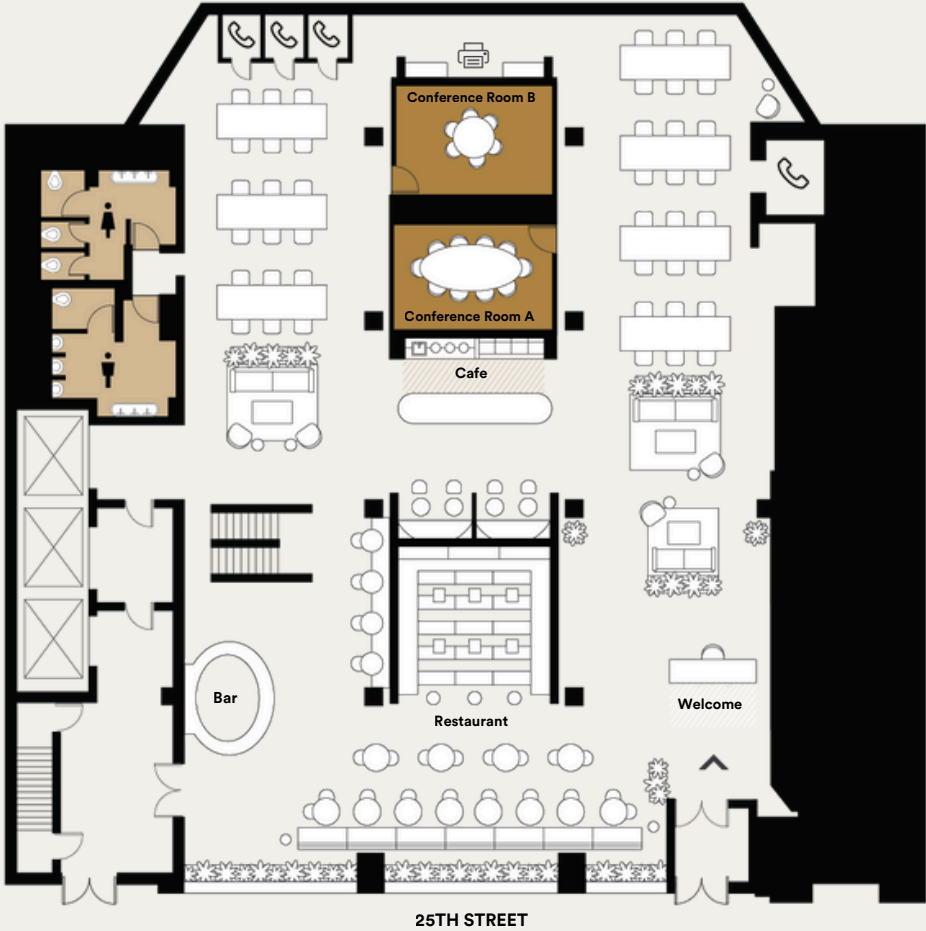 Conference Room B
Conference Room A
Cafe
Bar
Restaurant
Welcome
25TH STREET